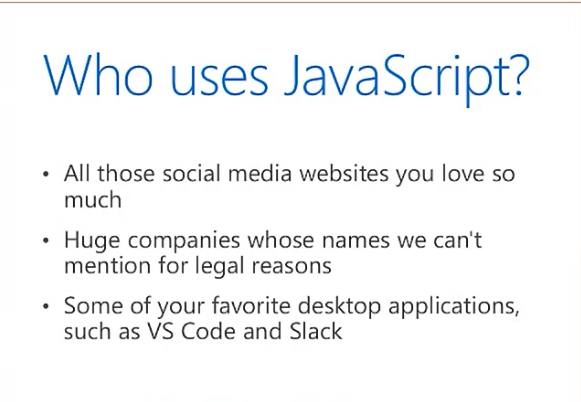 Who uses JavaScript?
• All those social media websites you love so
much
• Huge companies whose names we can't
mention for legal reasons
• Some of your favorite desktop applications,
such as VS Code and Slack